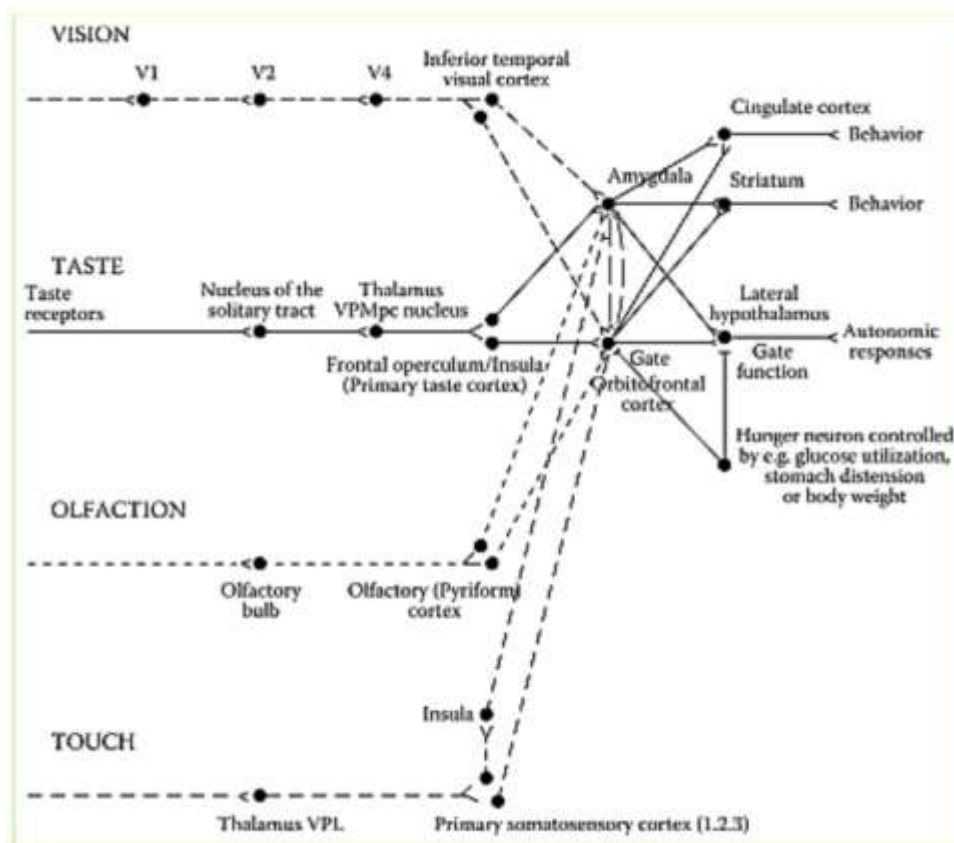 VISION
V1
V2
V4
Inferior temporal
visual cortex
Cingulate cortex
Behavior
Amygdala
Striatum
Behavior
TASTE
Taste
receptors
Nucleus of the
solitary tract
Thalamus
VPMpc nucleus
Frontal operculum/Insula
(Primary taste cortex)
Gate
Orbitofrontal
cortex
Lateral
hypothalamus
Gate
function
Autonomic
responses
Hunger neuron controlled
by e.g. glucose utilization,
stomach distension
or body weight
OLFACTION
Olfactory
bulb
Olfactory (Pyriform)
cortex
TOUCH
Insula
Thalamus VPL
Primary somatosensory cortex (1.2.3)